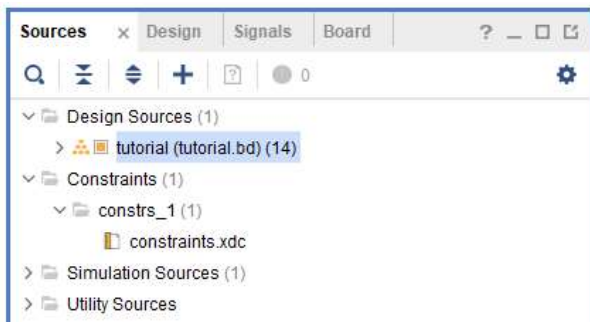 Sources × Design Signals Board ? _
0
Design Sources (1)
tutorial (tutorial.bd) (14)
Constraints (1)
constrs_1 (1)
constraints.xdc
Simulation Sources (1)
Utility Sources